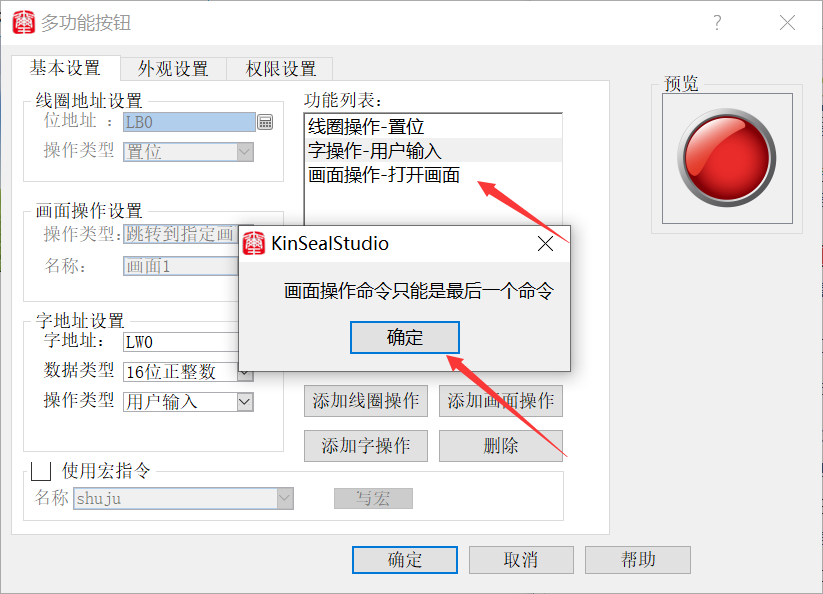 多功能按钮
?
基本设置 外观设置 权限设置
线圈地址设置
位地址 : LB0
操作类型 置位
画面操作设置
操作类型: 跳转到指定画
名称: 画面1
字地址设置
字地址: LW0
数据类型 16位正整数
操作类型 用户输入
功能列表:
线圈操作-置位
字操作-用户输入
画面操作-打开画面
KinSealStudio
画面操作命令只能是最后一个命令
确定
添加线圈操作 添加画面操作
添加字操作 删除
使用宏指令
名称 shuju 写宏
预览
确定 取消 帮助